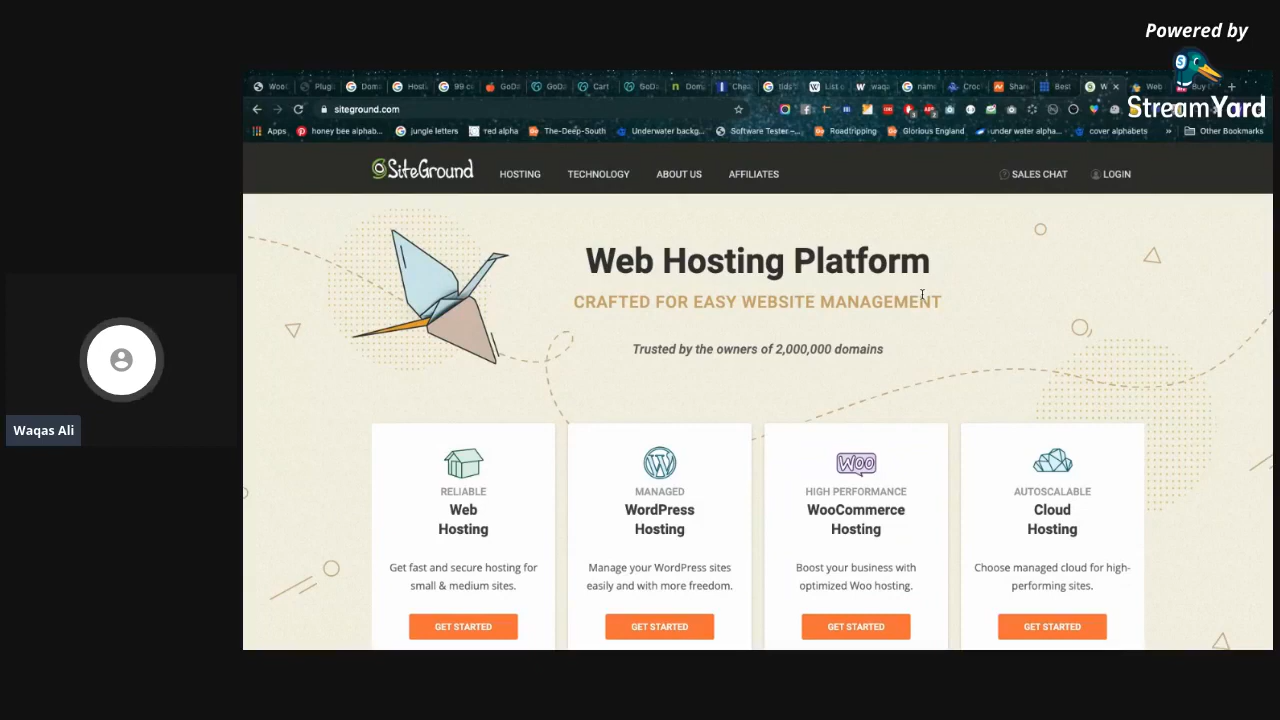 Powered by
StreamYard
siteground.com
Apps
honey bee alphab...
jungle letters
red alpha
The-Deep-South
Underwater backg...
Software Tester –...
Roadtripping
Glorious England
under water alpha...
cover alphabets
»
Other Bookmarks
SiteGround
HOSTING
TECHNOLOGY
ABOUT US
AFFILIATES
SALES CHAT
LOGIN
Web Hosting Platform
CRAFTED FOR EASY WEBSITE MANAGEMENT
Trusted by the owners of 2,000,000 domains
RELIABLE
Web
Hosting
Get fast and secure hosting for
small & medium sites.
GET STARTED
MANAGED
WordPress
Hosting
Manage your WordPress sites
easily and with more freedom.
GET STARTED
WOO
HIGH PERFORMANCE
WooCommerce
Hosting
Boost your business with
optimized Woo hosting.
GET STARTED
AUTOSCALABLE
Cloud
Hosting
Choose managed cloud for high-
performing sites.
GET STARTED
Waqas Ali